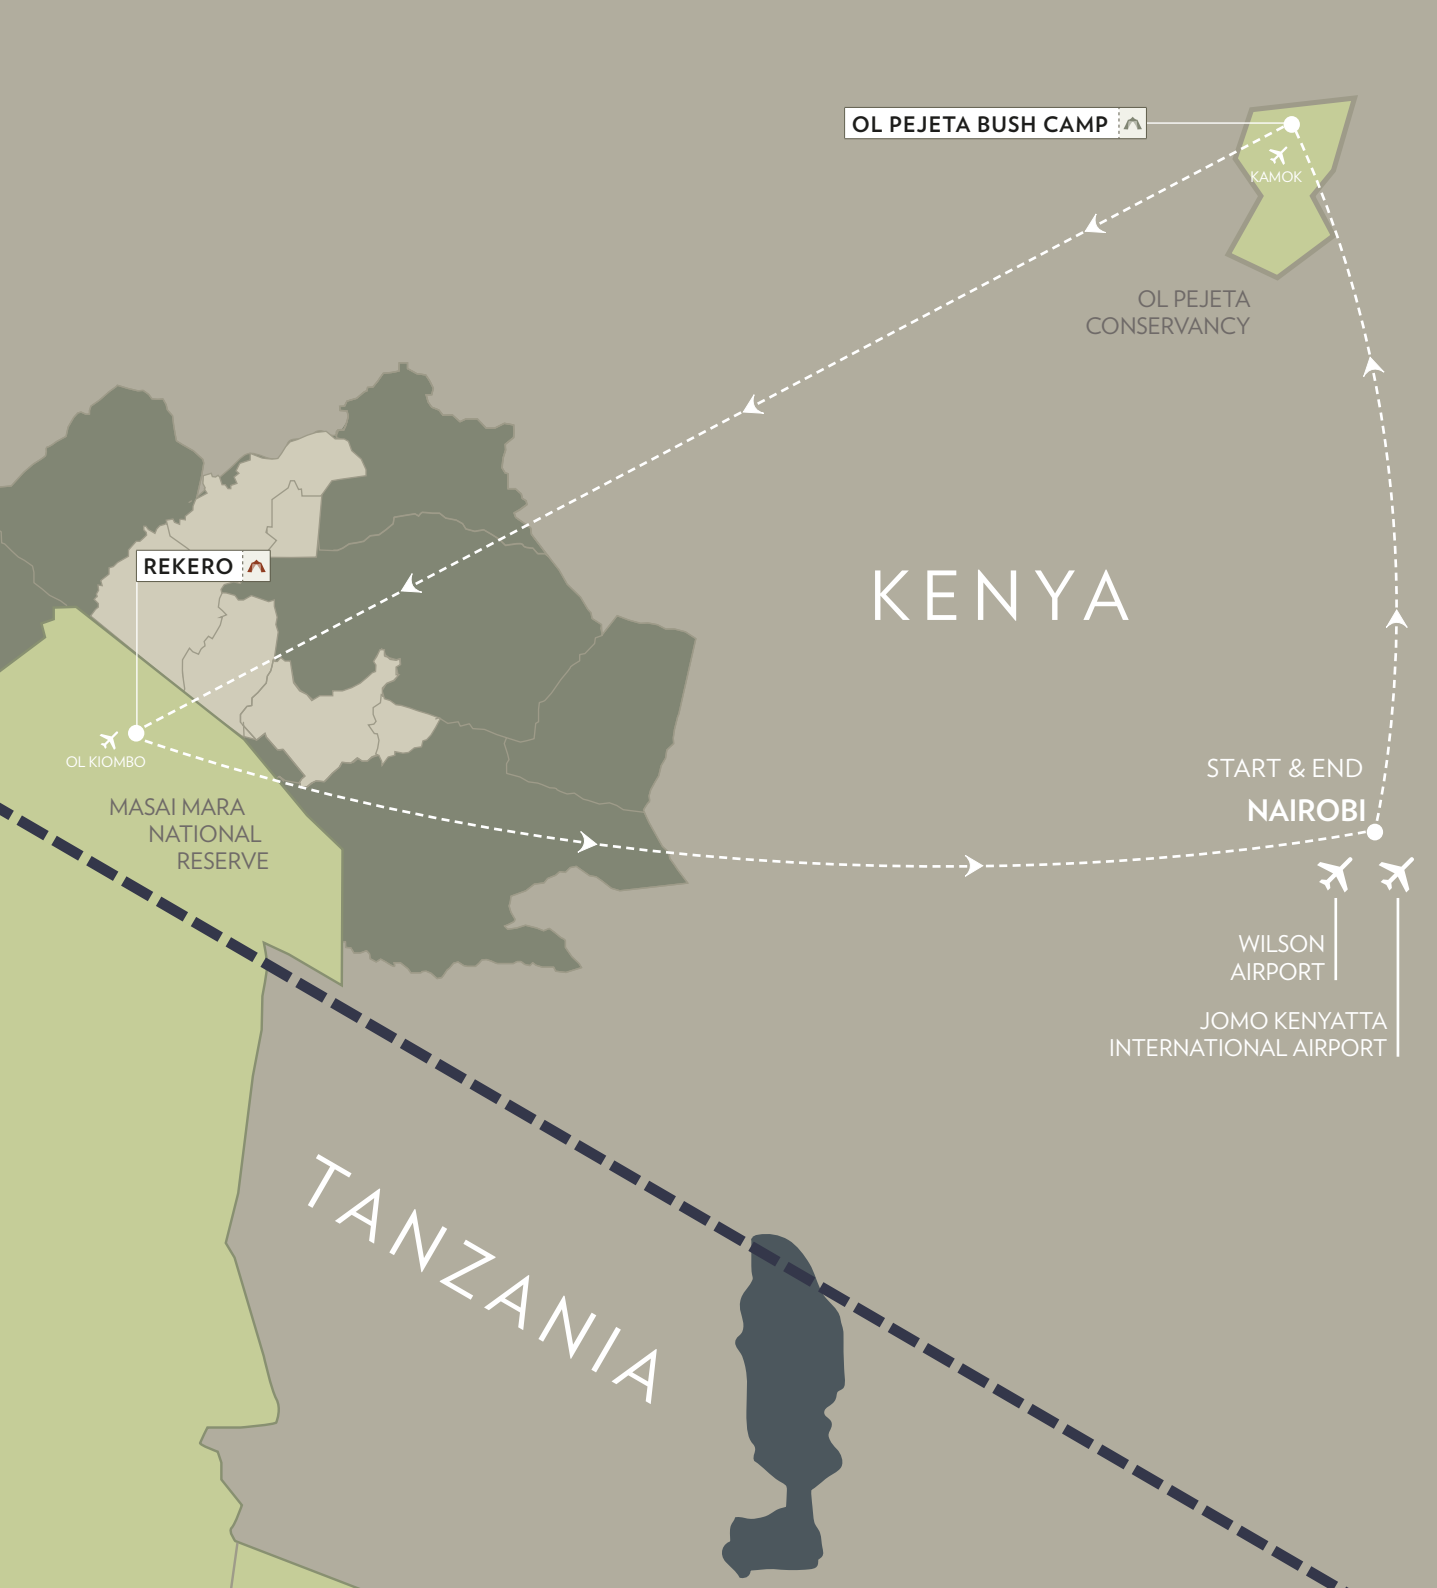 OL PEJETA BUSH CAMP
KAMOK
OL PEJETA
CONSERVANCY
REKERO
KENYA
OL KIOMBO
START & END
NAIROBI
MASAI MARA
NATIONAL
RESERVE
WILSON
AIRPORT
JOMO KENYATTA
INTERNATIONAL AIRPORT
TANZANIA